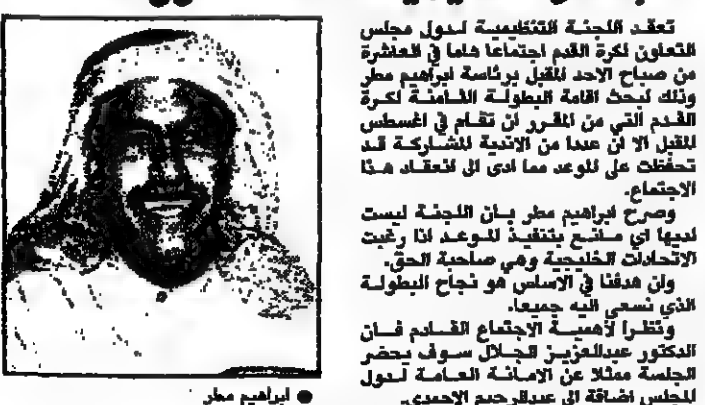 تعقد اللجنة التنظيمية لدول مجلس
التعاون لكرة القدم اجتماعا هاما في العاشرة
من صباح الاحد المقبل برئاسة ابراهيم مطر
وذلك لبحث اقامة البطولة الثامنة لكرة
القدم التي من المقرر ان تقام في اغسطس
المقبل الا ان عددا من الاندية المشاركة قد
تحفظت على الموعد مما ادى الى انعقاد هذا
الاجتماع.
وصرح ابراهيم مطر بان اللجنة ليست
لديها اي مانع بتنفيذ الموعد اذا رغبت
الاتحادات الخليجية وهي صاحبة الحق.
وان هدفنا في الاساس هو نجاح البطولة
الذي نسعى اليه جميعا.
ونظرا لاهمية الاجتماع القادم فان
الدكتور عبدالعزيز الجلال سوف يحضر
الجلسة ممثلا عن الامانة العامة لدول
المجلس اضافة الى عبدالرحيم الاحمدي.
● ابراهيم مطر